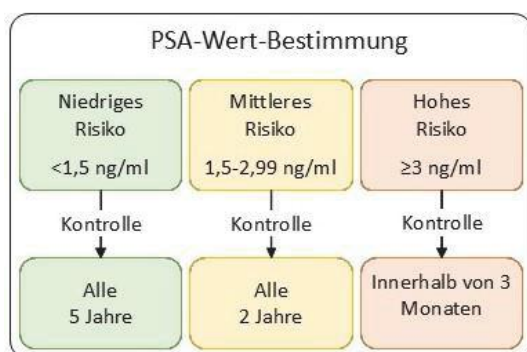 PSA-Wert-Bestimmung
Niedriges
Risiko
<1,5 ng/ml
Mittleres
Risiko
1,5-2,99 ng/ml
Hohes
Risiko
≥3 ng/ml
Kontrolle
Kontrolle
Kontrolle
Alle
5 Jahre
Alle
2 Jahre
Innerhalb von 3
Monaten